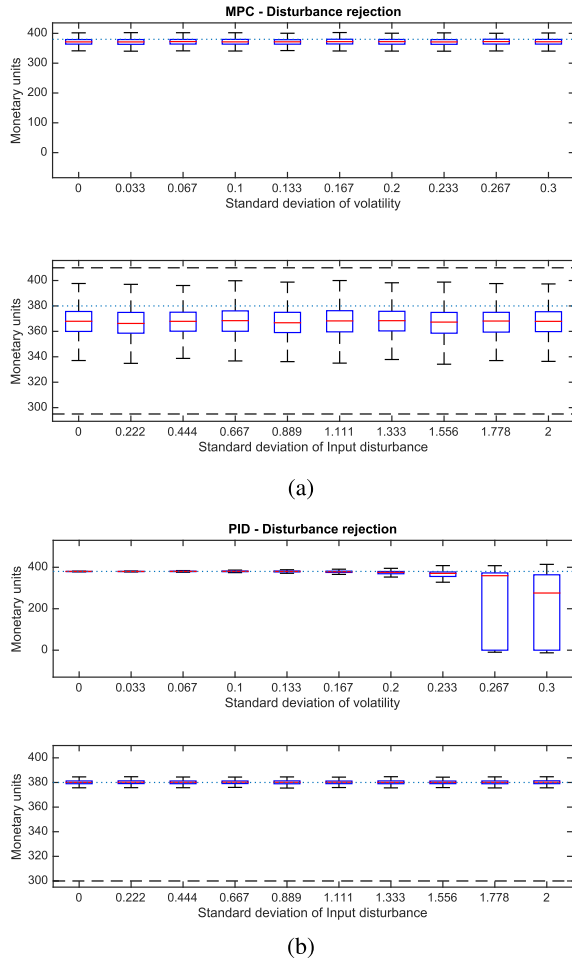 MPC - Disturbance rejection
Monetary units
400
300
200
100
0
0 0.033 0.067 0.1 0.133 0.167 0.2 0.233 0.267 0.3
Standard deviation of volatility
Monetary units
400
380
360
340
320
300
0 0.222 0.444 0.667 0.889 1.111 1.333 1.556 1.778 2
Standard deviation of Input disturbance
(a)
PID - Disturbance rejection
Monetary units
400
200
0
0 0.033 0.067 0.1 0.133 0.167 0.2 0.233 0.267 0.3
Standard deviation of volatility
Monetary units
400
380
360
340
320
300
0 0.222 0.444 0.667 0.889 1.111 1.333 1.556 1.778 2
Standard deviation of Input disturbance
(b)